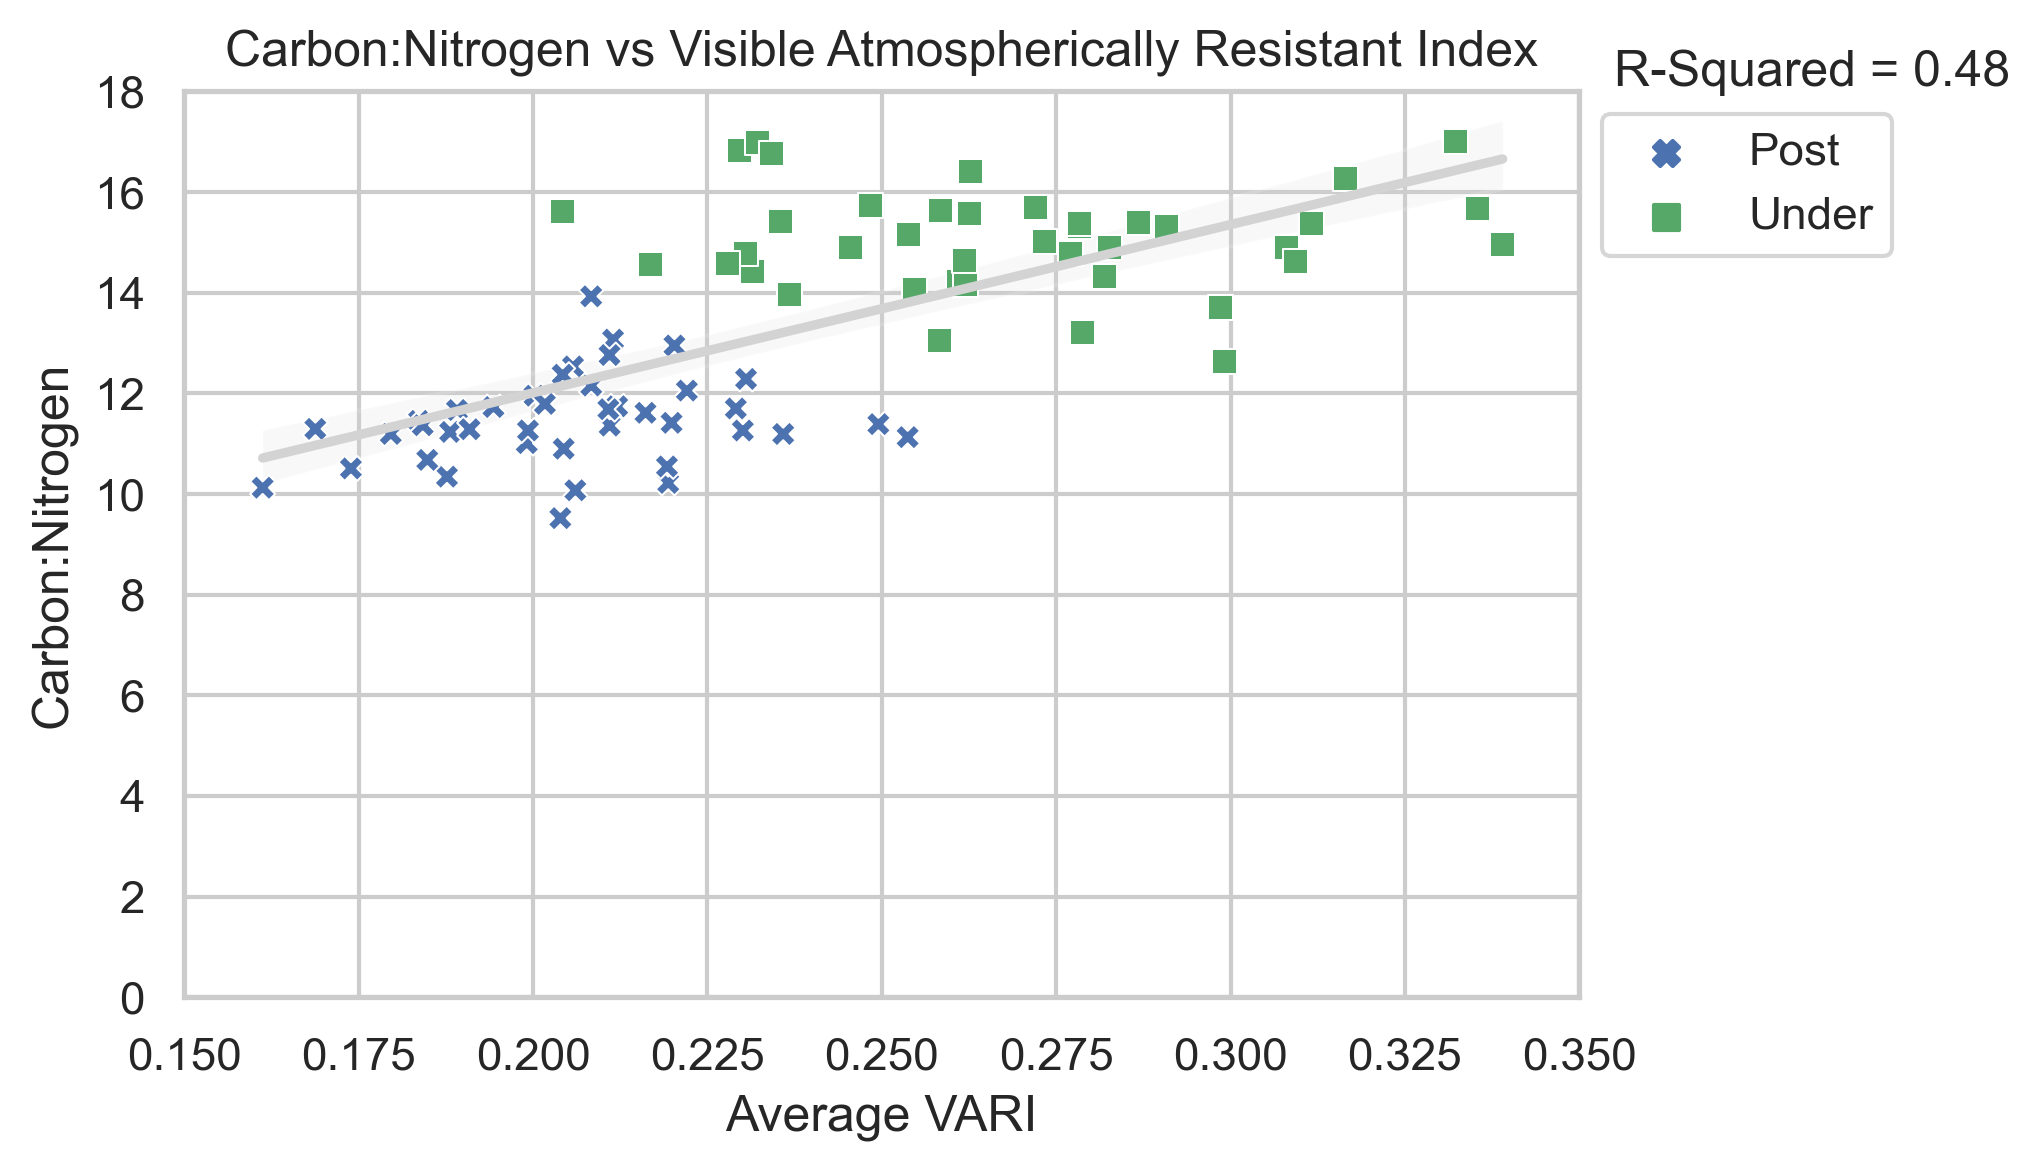 Carbon:Nitrogen vs Visible Atmospherically Resistant Index
R-Squared = 0.48
Post
Under
Carbon:Nitrogen
18
16
14
12
10
8
6
4
2
0
0.150 0.175 0.200 0.225 0.250 0.275 0.300 0.325 0.350
Average VARI